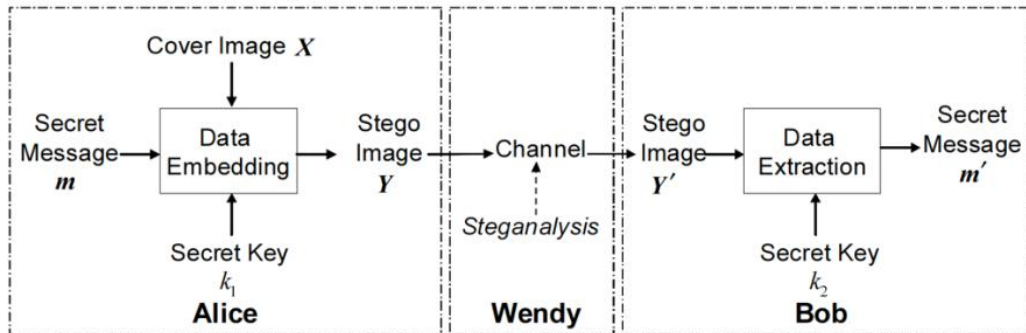 Cover Image X
Secret
Message
m
Data
Embedding
Stego
Image
Y
Secret Key
k₁
Alice
Channel
Steganalysis
Wendy
Stego
Image
Y′
Data
Extraction
Secret
Message
m′
Secret Key
k₂
Bob